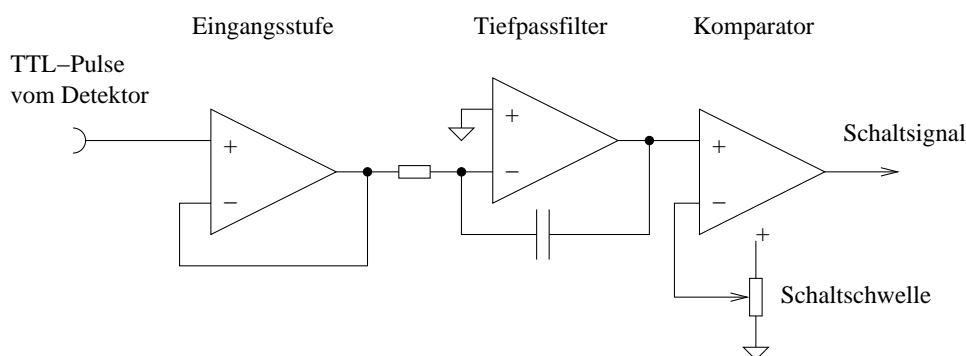 Eingangsstufe
Tiefpassfilter
Komparator
TTL–Pulse
vom Detektor
Schaltsignal
+
−
+
−
+
−
+
Schaltschwelle